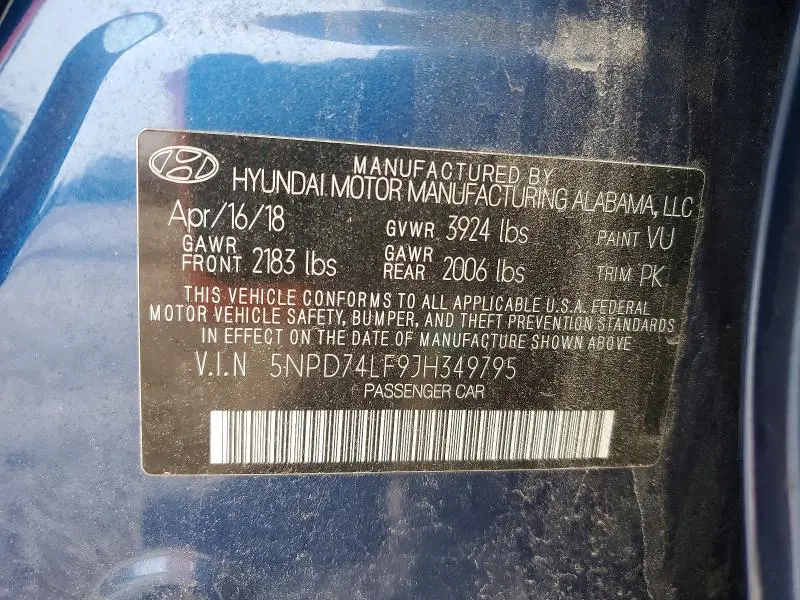 MANUFACTURED BY
HYUNDAI MOTOR MANUFACTURING ALABAMA, LLC
Apr/16/18 GVWR 3924 lbs PAINT VU
GAWR FRONT 2183 lbs GAWR REAR 2006 lbs TRIM PK
THIS VEHICLE CONFORMS TO ALL APPLICABLE U.S.A. FEDERAL
MOTOR VEHICLE SAFETY, BUMPER, AND THEFT PREVENTION STANDARDS
IN EFFECT ON THE DATE OF MANUFACTURE SHOWN ABOVE
V.I.N 5NPD74LF9JH349795
PASSENGER CAR